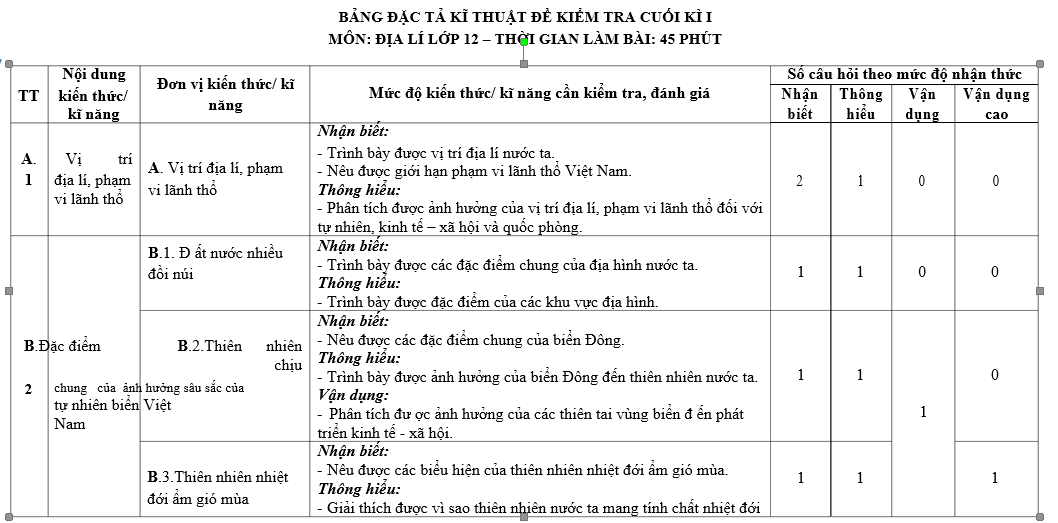 BẢNG ĐẶC TẢ KĨ THUẬT ĐỀ KIỂM TRA CUỐI KÌ I
MÔN: ĐỊA LÍ LỚP 12 – THỜI GIAN LÀM BÀI: 45 PHÚT
TT
Nội dung kiến thức/ kĩ năng
Đơn vị kiến thức/ kĩ năng
Mức độ kiến thức/ kĩ năng cần kiểm tra, đánh giá
Số câu hỏi theo mức độ nhận thức
Nhận biết
Thông hiểu
Vận dụng
Vận dụng cao
A.
1
Vị trí
địa lí, phạm
vi lãnh thổ
A. Vị trí địa lí, phạm
vi lãnh thổ
Nhận biết:
- Trình bày được vị trí địa lí nước ta.
- Nêu được giới hạn phạm vi lãnh thổ Việt Nam.
Thông hiểu:
- Phân tích được ảnh hưởng của vị trí địa lí, phạm vi lãnh thổ đối với
tự nhiên, kinh tế – xã hội và quốc phòng.
2
1
0
0
B.1. Đ ất nước nhiều
đồi núi
Nhận biết:
- Trình bày được các đặc điểm chung của địa hình nước ta.
Thông hiểu:
- Trình bày được đặc điểm của các khu vực địa hình.
1
1
0
0
B.Đặc điểm
2
chung của ảnh hưởng sâu sắc của
tự nhiên biển Việt
Nam
B.2.Thiên nhiên
chịu
Nhận biết:
- Nêu được các đặc điểm chung của biển Đông.
Thông hiểu:
- Trình bày được ảnh hưởng của biển Đông đến thiên nhiên nước ta.
Vận dụng:
- Phân tích đư ợc ảnh hưởng của các thiên tai vùng biển đ ến phát
triển kinh tế - xã hội.
1
1
1
0
B.3.Thiên nhiên nhiệt
đới ẩm gió mùa
Nhận biết:
- Nêu được các biểu hiện của thiên nhiên nhiệt đới ẩm gió mùa.
Thông hiểu:
- Giải thích được vì sao thiên nhiên nước ta mang tính chất nhiệt đới
1
1
1